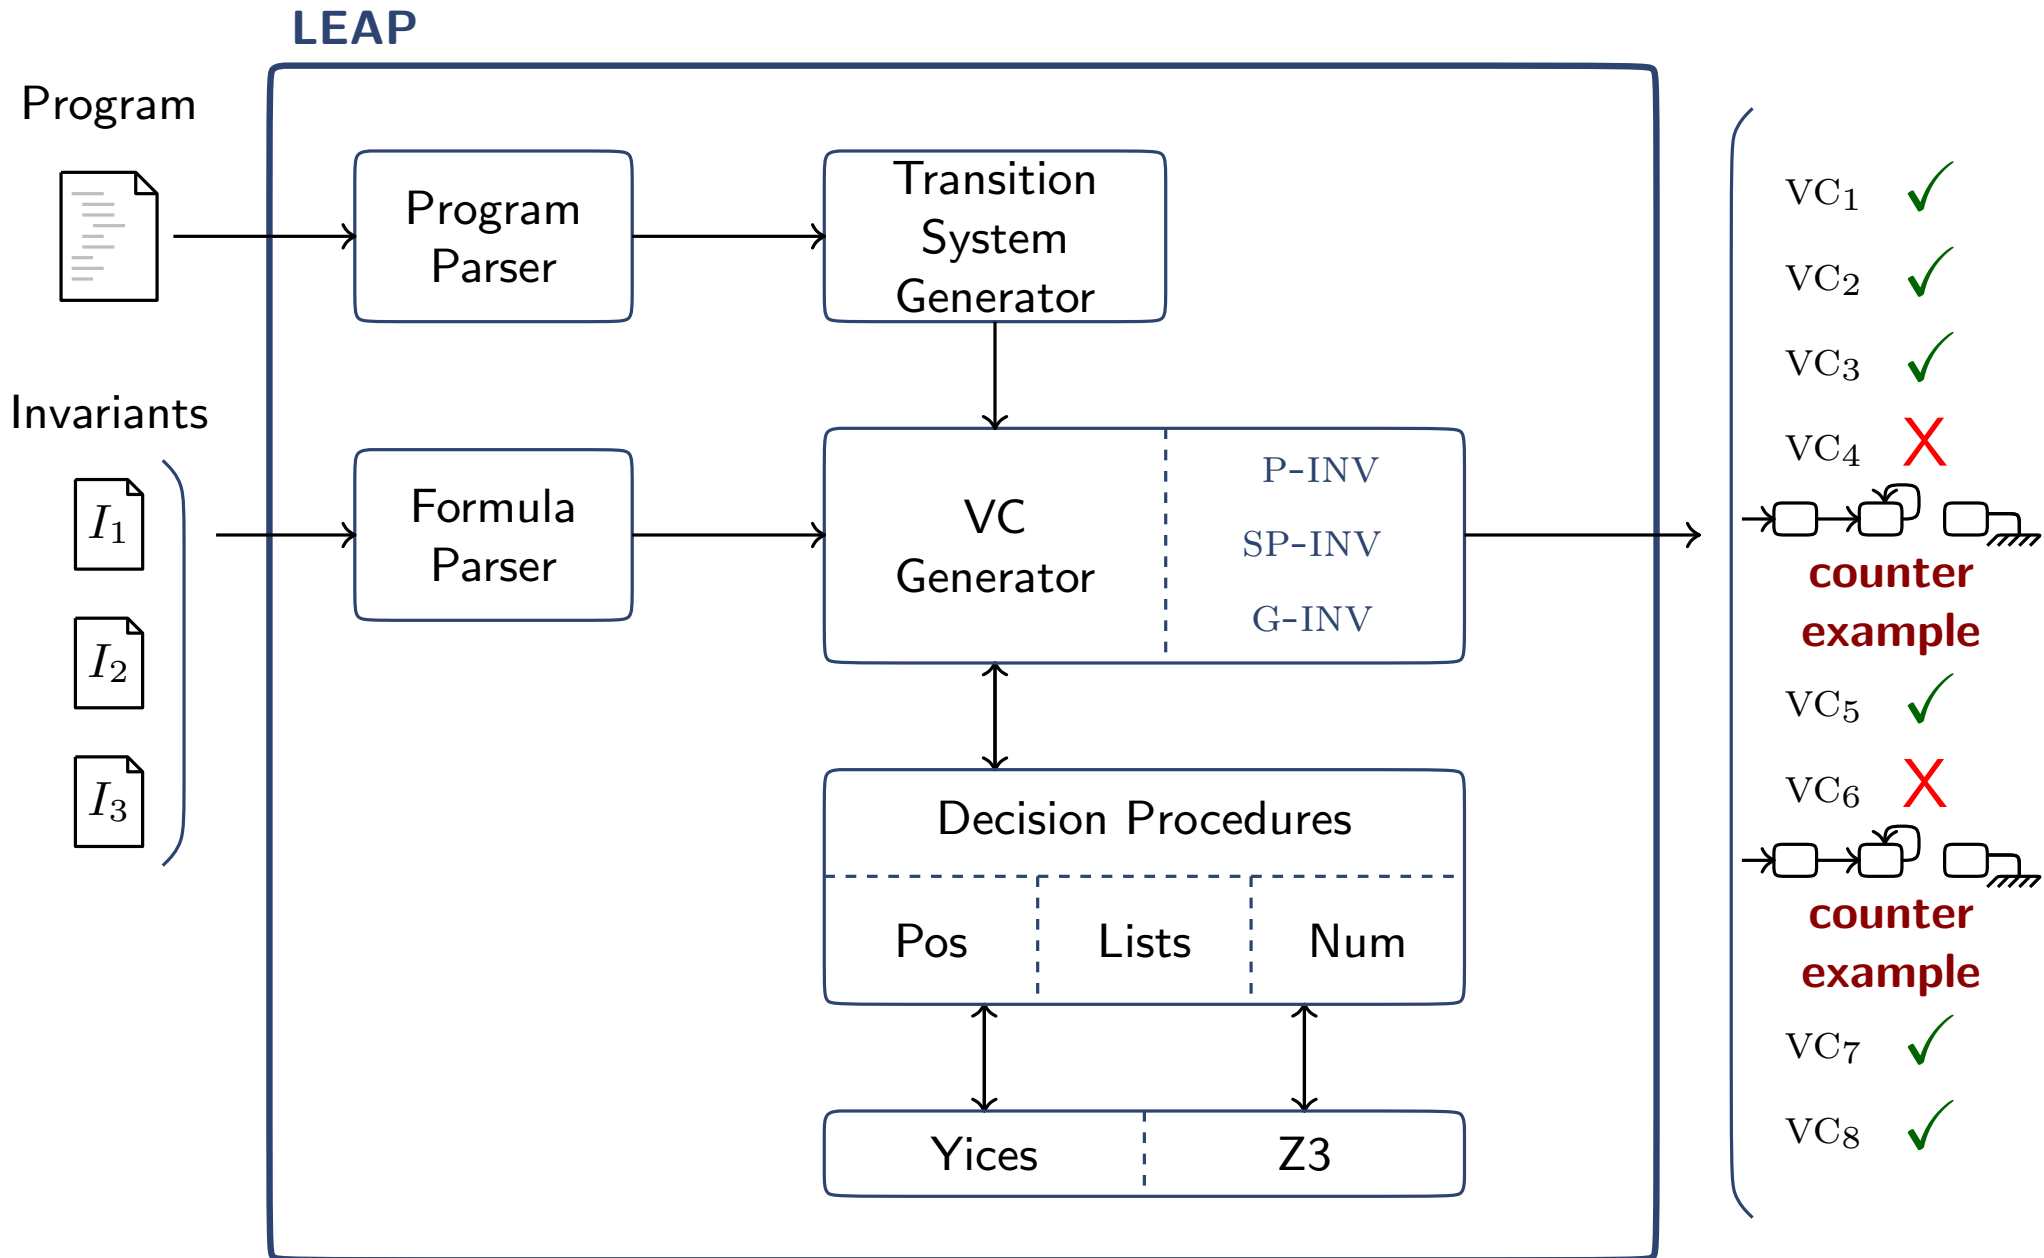 LEAP
Program
Program
Parser
Transition
System
Generator
Invariants
I1
I2
I3
Formula
Parser
VC
Generator
P-INV
SP-INV
G-INV
Decision Procedures
Pos
Lists
Num
Yices
Z3
VC1 ✓
VC2 ✓
VC3 ✓
VC4 X
counter
example
VC5 ✓
VC6 X
counter
example
VC7 ✓
VC8 ✓